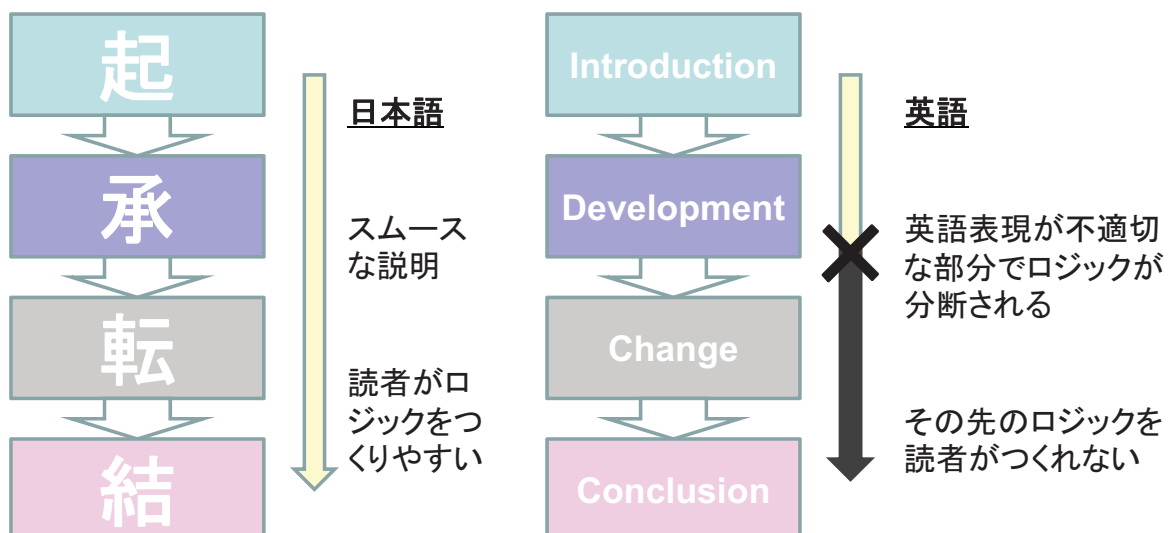 起
承
転
結
日本語
スムース
な説明
読者がロ
ジックをつ
くりやすい
Introduction
Development
Change
Conclusion
英語
英語表現が不適切
な部分でロジックが
分断される
その先のロジックを
読者がつくれない